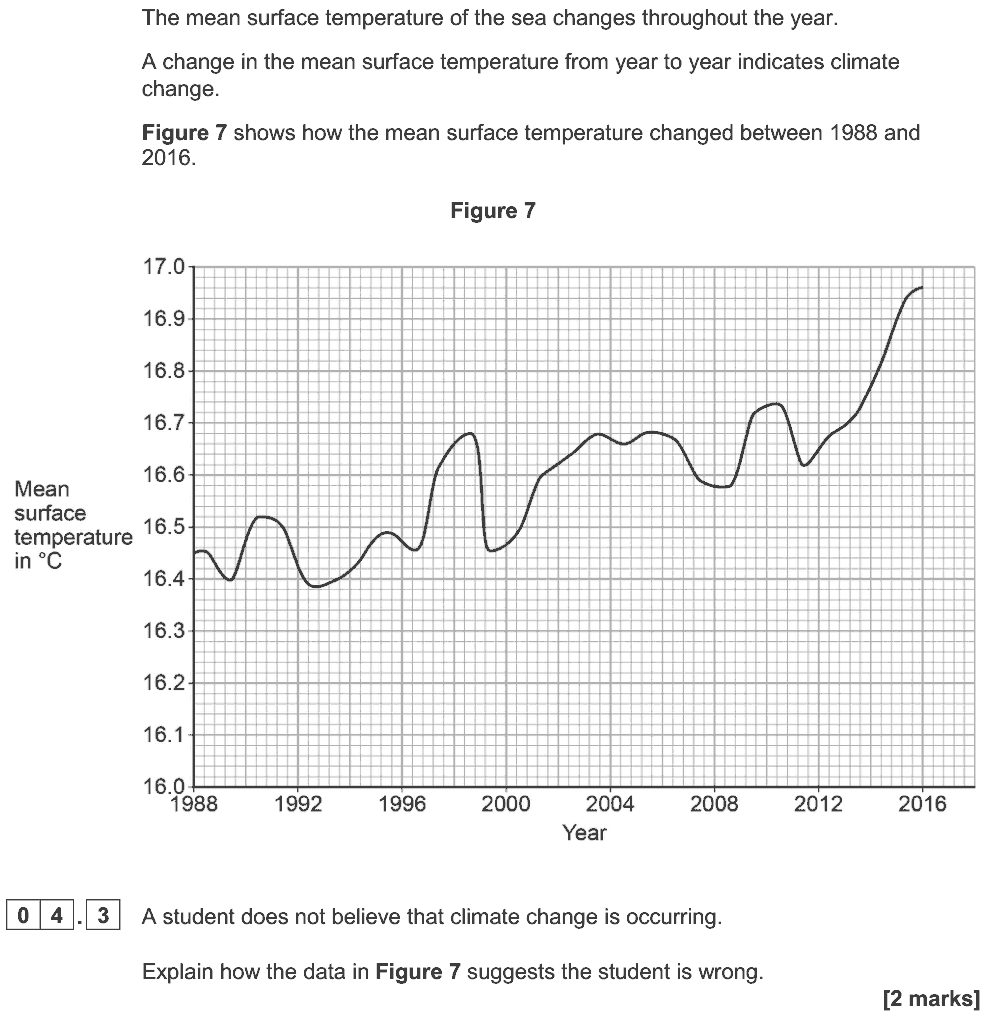 The mean surface temperature of the sea changes throughout the year.
A change in the mean surface temperature from year to year indicates climate
change.
Figure 7 shows how the mean surface temperature changed between 1988 and
2016.
Figure 7
17.0
16.9
16.8
16.7
16.6
16.5
16.4
16.3
16.2
16.1
16.0
Mean
surface
temperature
in °C
1988 1992 1996 2000 2004 2008 2012 2016
Year
0 4 . 3 A student does not believe that climate change is occurring.
Explain how the data in Figure 7 suggests the student is wrong.
[2 marks]